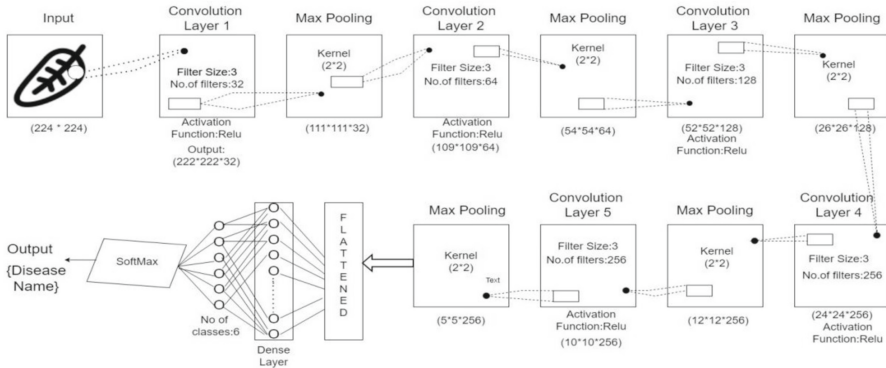 Input
(224 * 224)
Convolution
Layer 1
Filter Size:3
No.of filters:32
Activation
Function:Relu
Output:
(222*222*32)
Max Pooling
Kernel
(2*2)
(111*111*32)
Convolution
Layer 2
Filter Size:3
No.of filters:64
Activation
Function:Relu
(109*109*64)
Max Pooling
Kernel
(2*2)
(54*54*64)
Convolution
Layer 3
Filter Size:3
No.of filters:128
(52*52*128)
Activation
Function:Relu
Max Pooling
Kernel
(2*2)
(26*26*128)
Convolution
Layer 4
Filter Size:3
No.of filters:256
(24*24*256)
Activation
Function:Relu
Max Pooling
Kernel
(2*2)
(12*12*256)
Convolution
Layer 5
Filter Size:3
No.of filters:256
Activation
Function:Relu
(10*10*256)
Max Pooling
Kernel
(2*2)
Text
(5*5*256)
FLATTENED
Dense
Layer
No of
classes:6
SoftMax
Output
{Disease
Name}